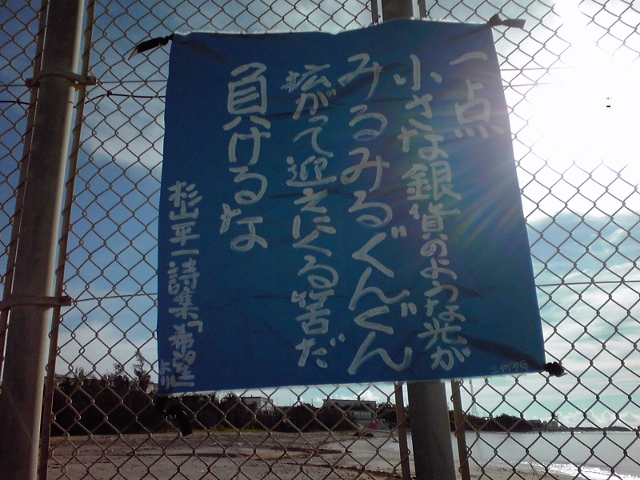 一点
小さな銀貨のような光が
みるみるぐんぐん
拡がって迎えにくる筈だ
負けるな
杉山平一詩集「希望」